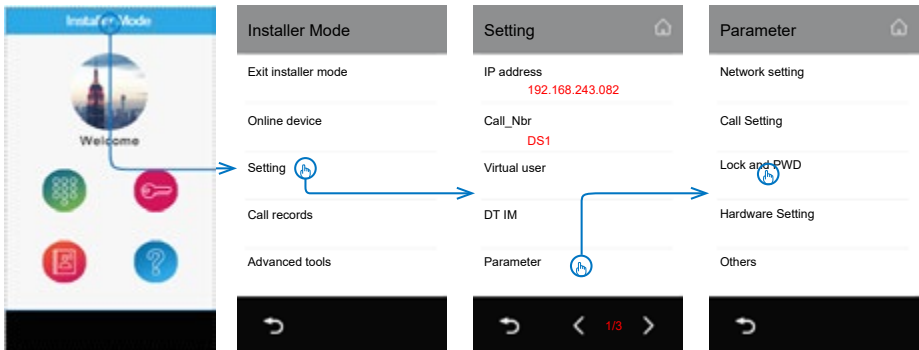 Installer Mode
Welcome
Installer Mode
Exit installer mode
Online device
Setting
Call records
Advanced tools
Setting
IP address
192.168.243.082
Call_Nbr
DS1
Virtual user
DT IM
Parameter
1/3
Parameter
Network setting
Call Setting
Lock and PWD
Hardware Setting
Others